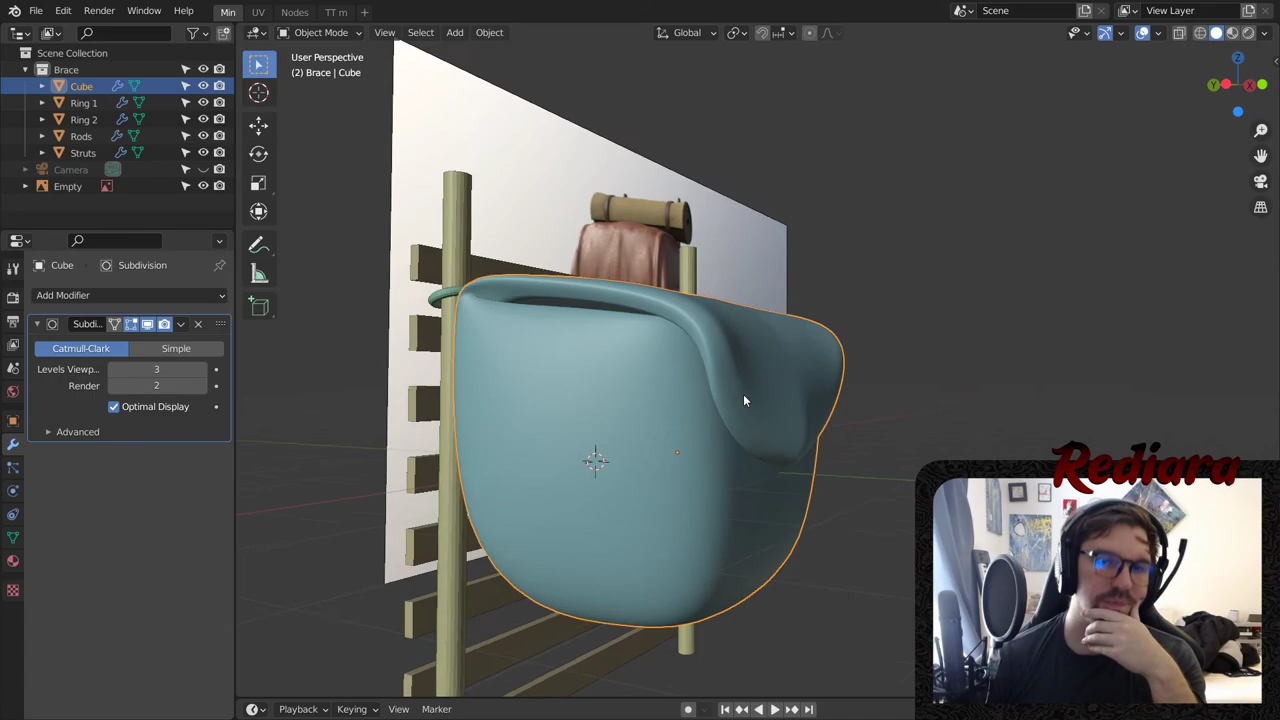 File Edit Render Window Help Min UV Nodes TT m + Scene View Layer
Object Mode View Select Add Object Global
Scene Collection
Brace
Cube
Ring 1
Ring 2
Rods
Struts
Camera
Empty
User Perspective
(2) Brace | Cube
Z
Y
X
Cube Subdivision
Add Modifier
Subdi...
Catmull-Clark Simple
Levels Viewp... 3
Render 2
Optimal Display
Advanced
Rediara
Playback Keying View Marker